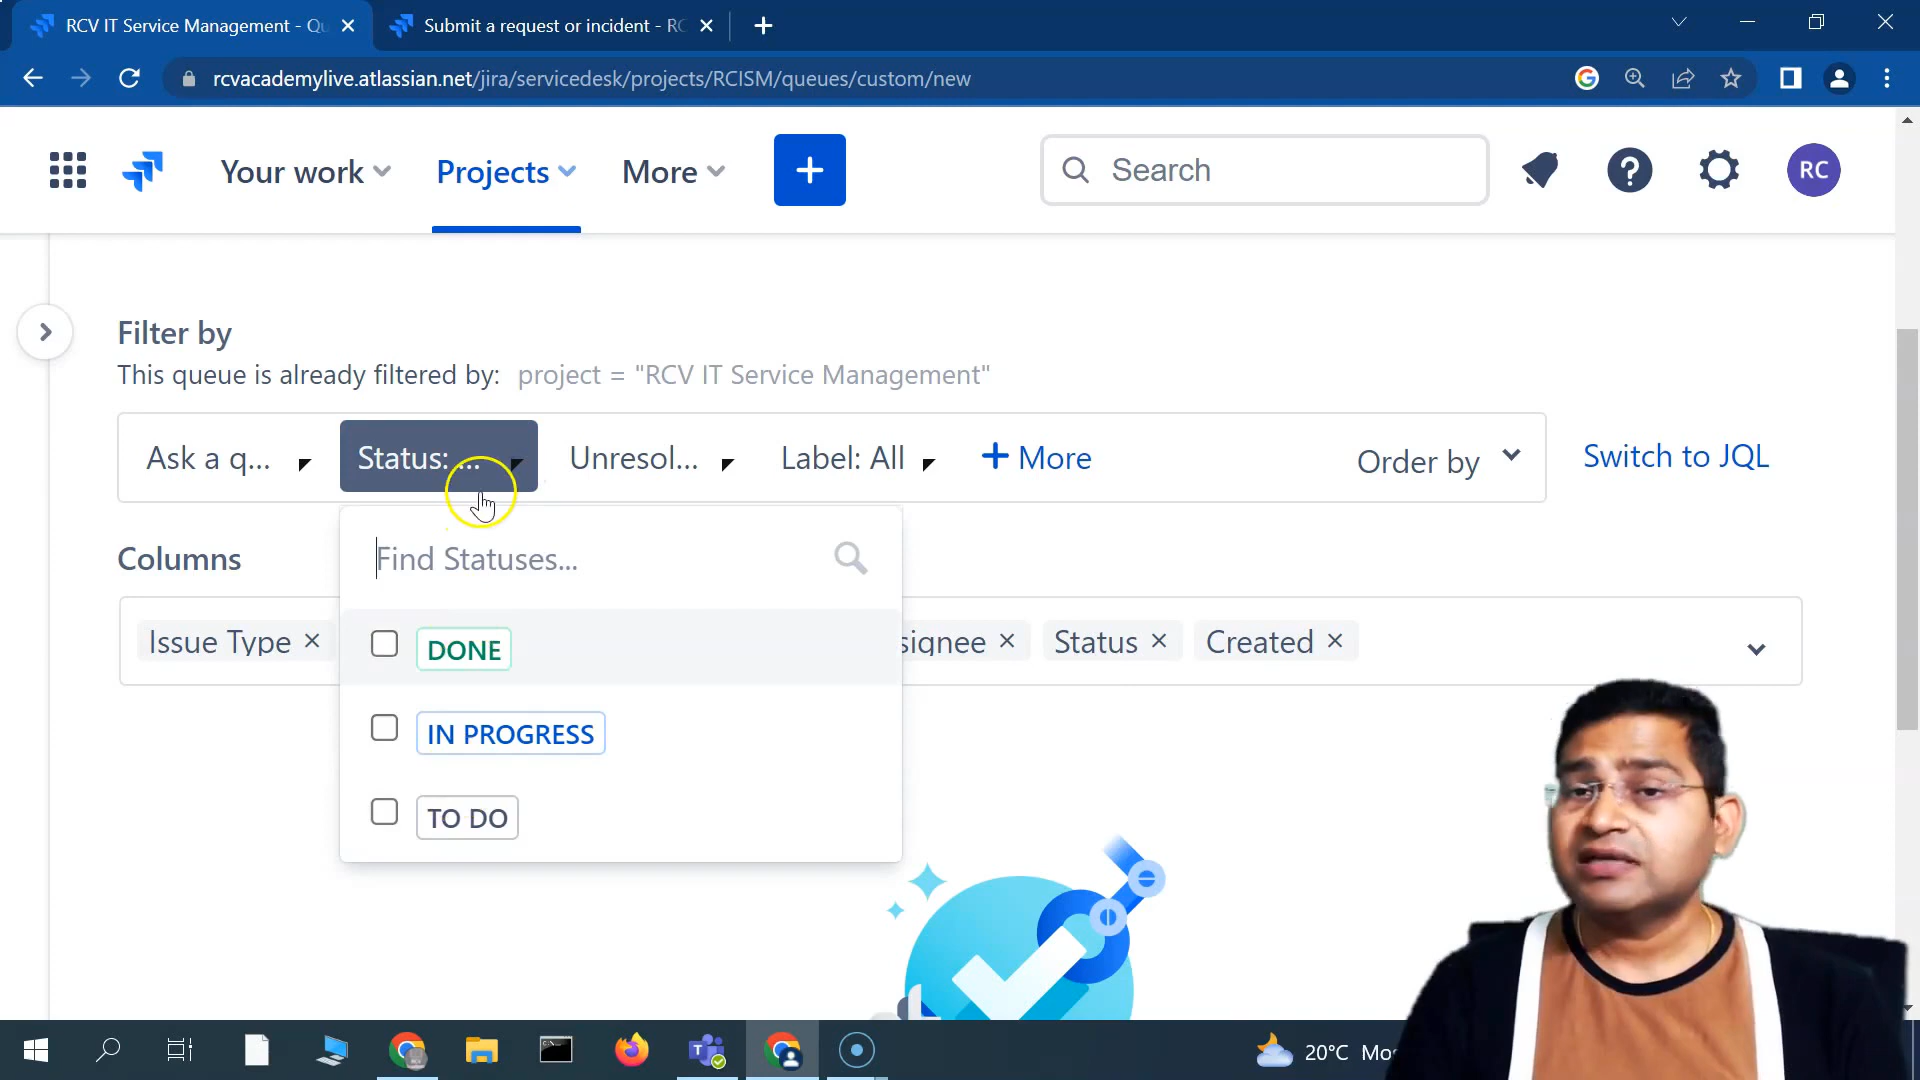 RCV IT Service Management - Qu
Submit a request or incident - RC
rcvacademylive.atlassian.net/jira/servicedesk/projects/RCISM/queues/custom/new
Your work
Projects
More
Search
RC
Filter by
This queue is already filtered by: project = "RCV IT Service Management"
Ask a q...
Status: ...
Unresol...
Label: All
+ More
Order by
Switch to JQL
Columns
Find Statuses...
Issue Type
signee
Status
Created
DONE
IN PROGRESS
TO DO
20°C